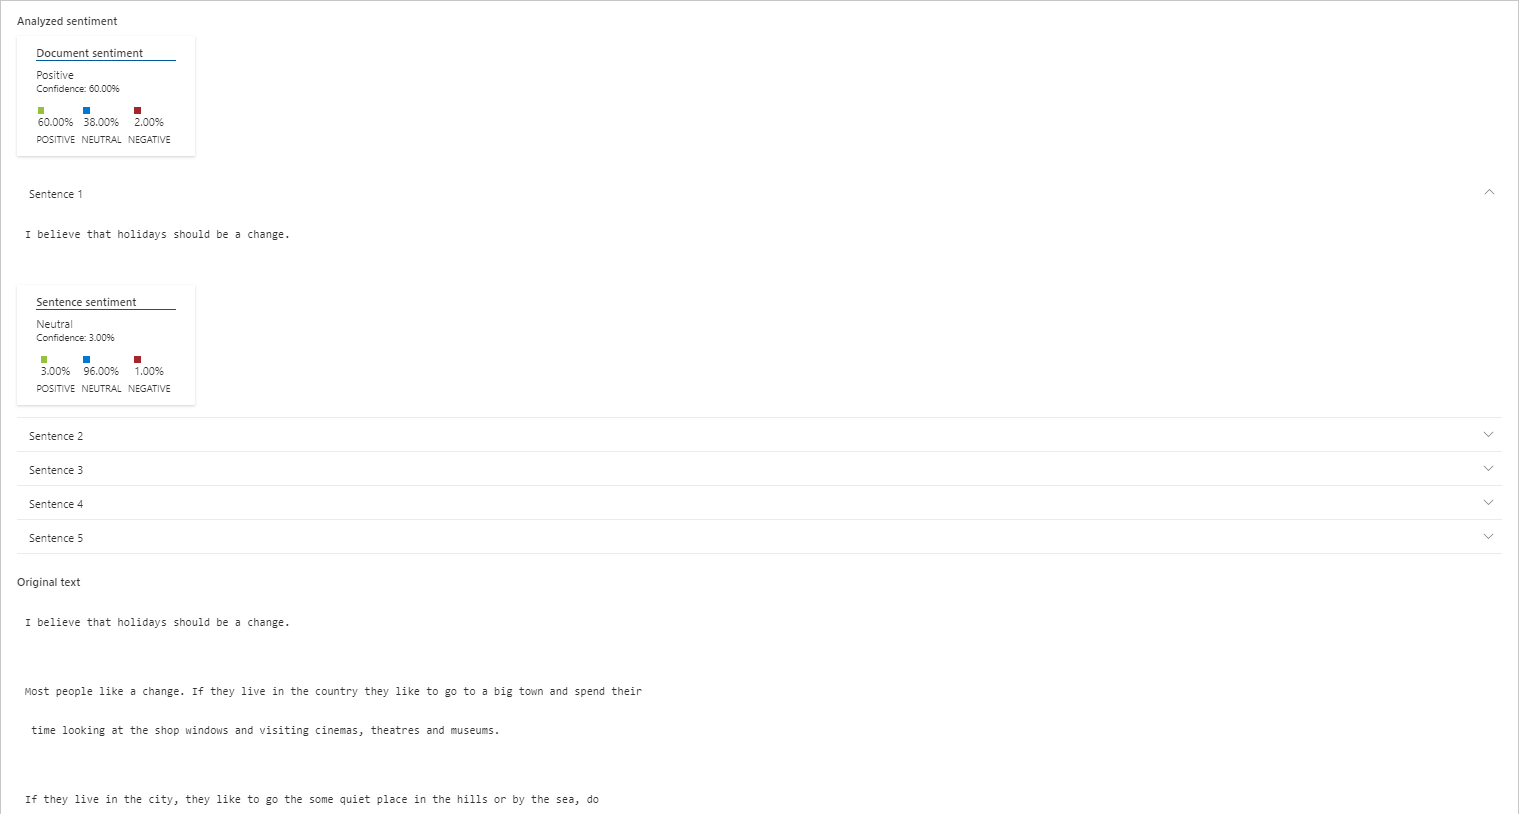 Analyzed sentiment
Document sentiment
Positive
Confidence: 60.00%
60.00% 38.00% 2.00%
POSITIVE NEUTRAL NEGATIVE
Sentence 1
I believe that holidays should be a change.
Sentence sentiment
Neutral
Confidence: 3.00%
3.00% 96.00% 1.00%
POSITIVE NEUTRAL NEGATIVE
Sentence 2
Sentence 3
Sentence 4
Sentence 5
Original text
I believe that holidays should be a change.
Most people like a change. If they live in the country they like to go to a big town and spend their
time looking at the shop windows and visiting cinemas, theatres and museums.
If they live in the city, they like to go the some quiet place in the hills or by the sea, do